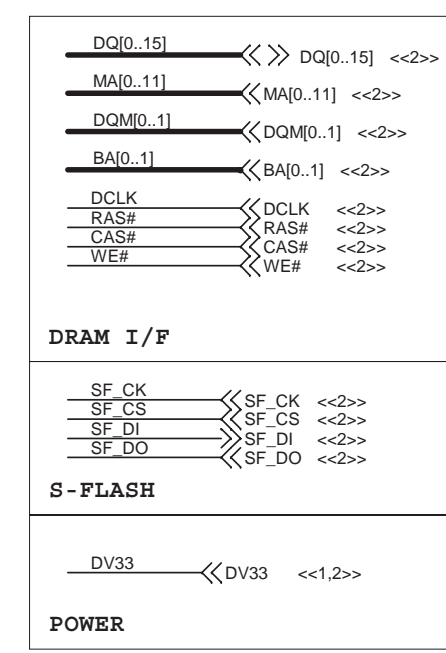 DQ[0..15] DQ[0..15] <<2>>
MA[0..11] MA[0..11] <<2>>
DQM[0..1] DQM[0..1] <<2>>
BA[0..1] BA[0..1] <<2>>
DCLK DCLK <<2>>
RAS# RAS# <<2>>
CAS# CAS# <<2>>
WE# WE# <<2>>
DRAM I/F
SF_CK SF_CK <<2>>
SF_CS SF_CS <<2>>
SF_DI SF_DI <<2>>
SF_DO SF_DO <<2>>
S-FLASH
DV33 DV33 <<1,2>>
POWER